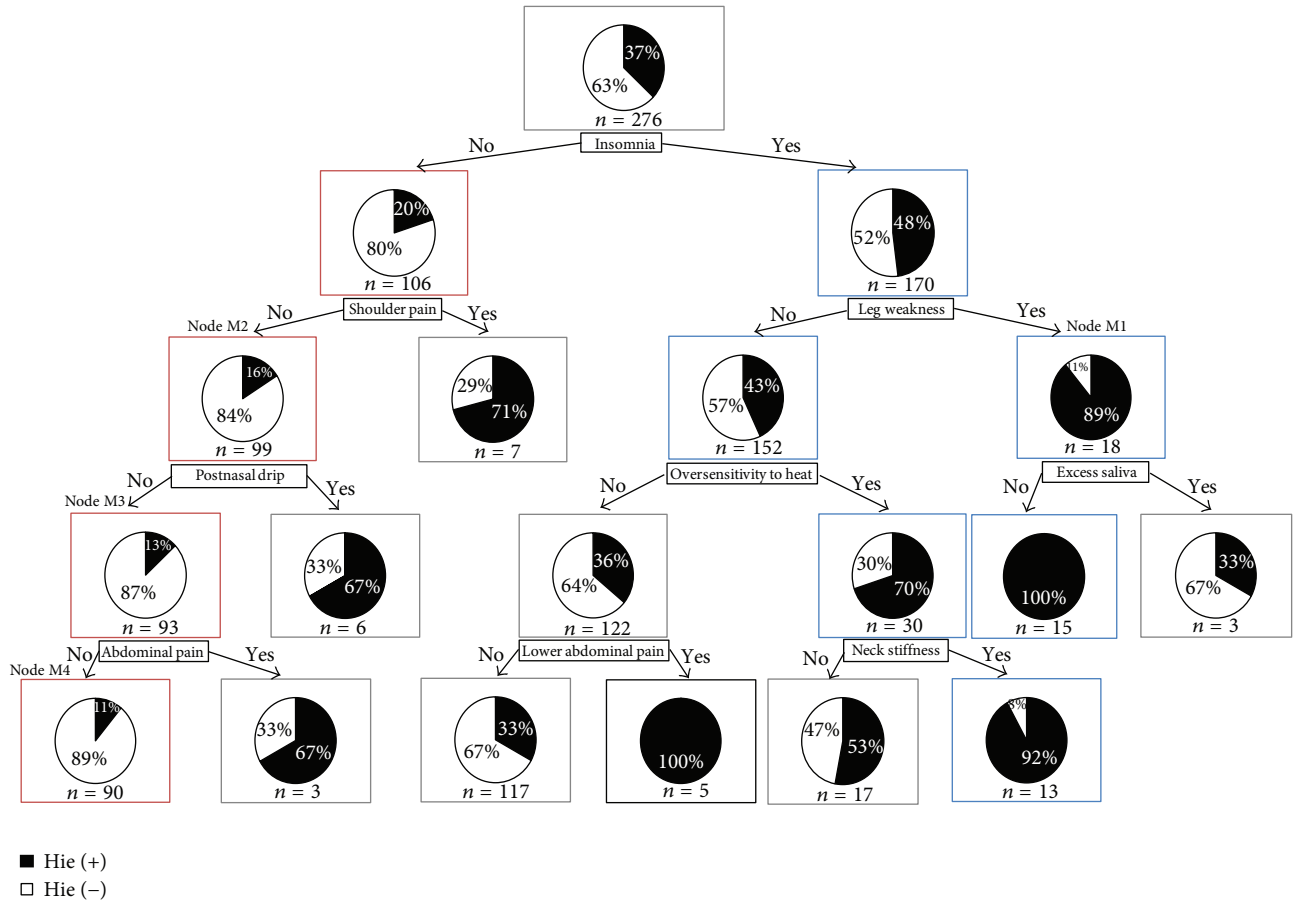 37%
63%
n = 276
Insomnia
No
Yes
20%
80%
n = 106
48%
52%
n = 170
Shoulder pain
No
Yes
Leg weakness
No
Yes
Node M2
Node M1
16%
84%
n = 99
29%
71%
n = 7
43%
57%
n = 152
11%
89%
n = 18
Postnasal drip
No
Yes
Oversensitivity to heat
No
Yes
Excess saliva
No
Yes
Node M3
13%
87%
n = 93
33%
67%
n = 6
36%
64%
n = 122
30%
70%
n = 30
100%
n = 15
33%
67%
n = 3
Abdominal pain
No
Yes
Lower abdominal pain
No
Yes
Neck stiffness
No
Yes
Node M4
11%
89%
n = 90
33%
67%
n = 3
33%
67%
n = 117
100%
n = 5
47%
53%
n = 17
8%
92%
n = 13
Hie (+)
Hie (−)